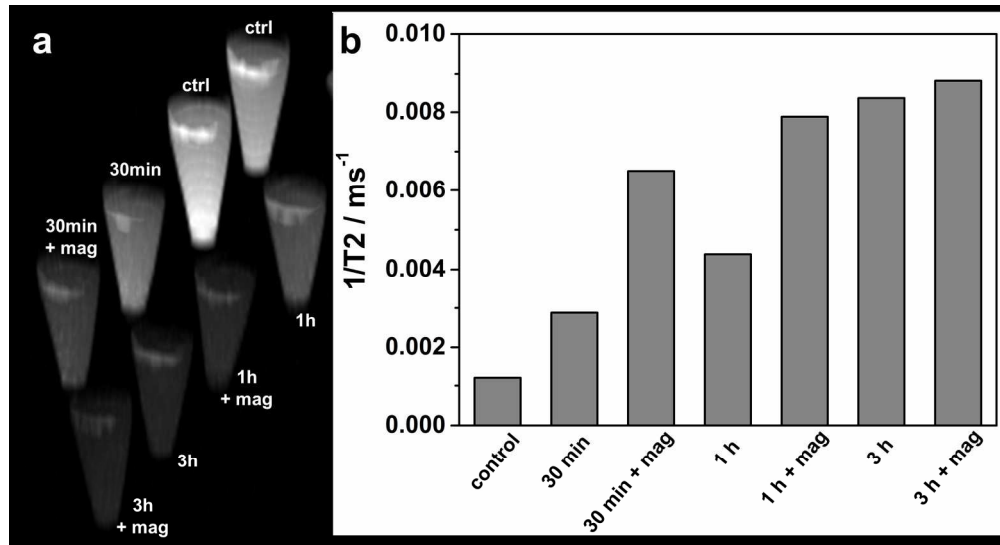 a
ctrl
ctrl
30min
30min
+ mag
1h
1h
+ mag
3h
3h
+ mag
b
0.010
0.008
0.006
0.004
0.002
0.000
1/T2 / ms⁻¹
control
30 min
30 min + mag
1 h
1 h + mag
3 h
3 h + mag